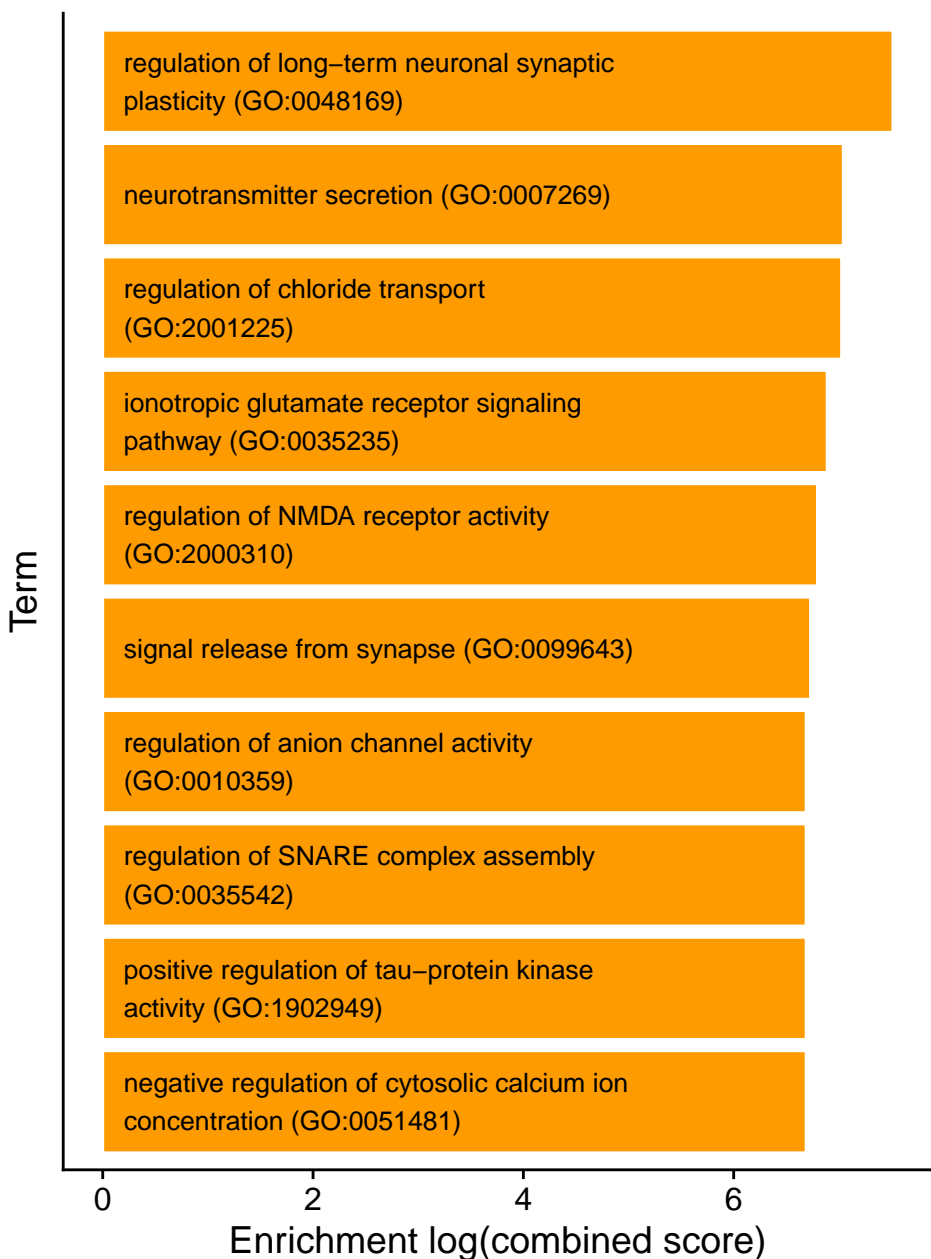 regulation of long−term neuronal synaptic
plasticity (GO:0048169)
neurotransmitter secretion (GO:0007269)
regulation of chloride transport
(GO:2001225)
ionotropic glutamate receptor signaling
pathway (GO:0035235)
regulation of NMDA receptor activity
(GO:2000310)
signal release from synapse (GO:0099643)
regulation of anion channel activity
(GO:0010359)
regulation of SNARE complex assembly
(GO:0035542)
positive regulation of tau−protein kinase
activity (GO:1902949)
negative regulation of cytosolic calcium ion
concentration (GO:0051481)
Term
0 2 4 6
Enrichment log(combined score)